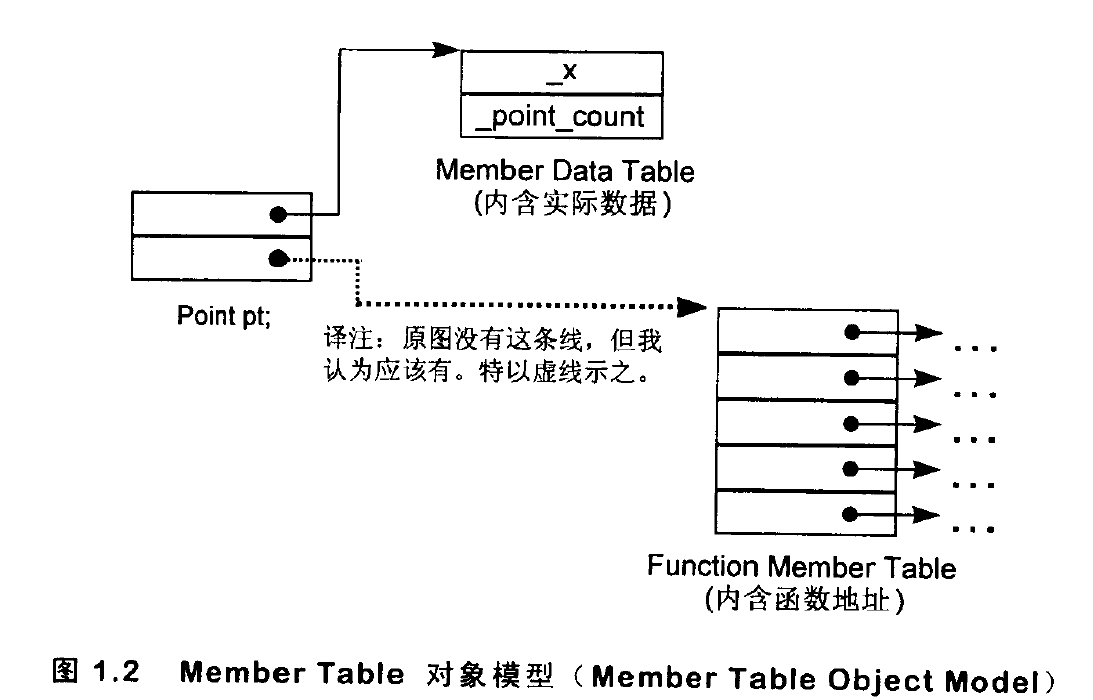 _x
_point_count
Member Data Table
(内含实际数据)
Point pt;
译注：原图没有这条线，但我
认为应该有。特以虚线示之。
...
...
...
...
...
Function Member Table
(内含函数地址)
图 1.2 Member Table 对象模型（Member Table Object Model）